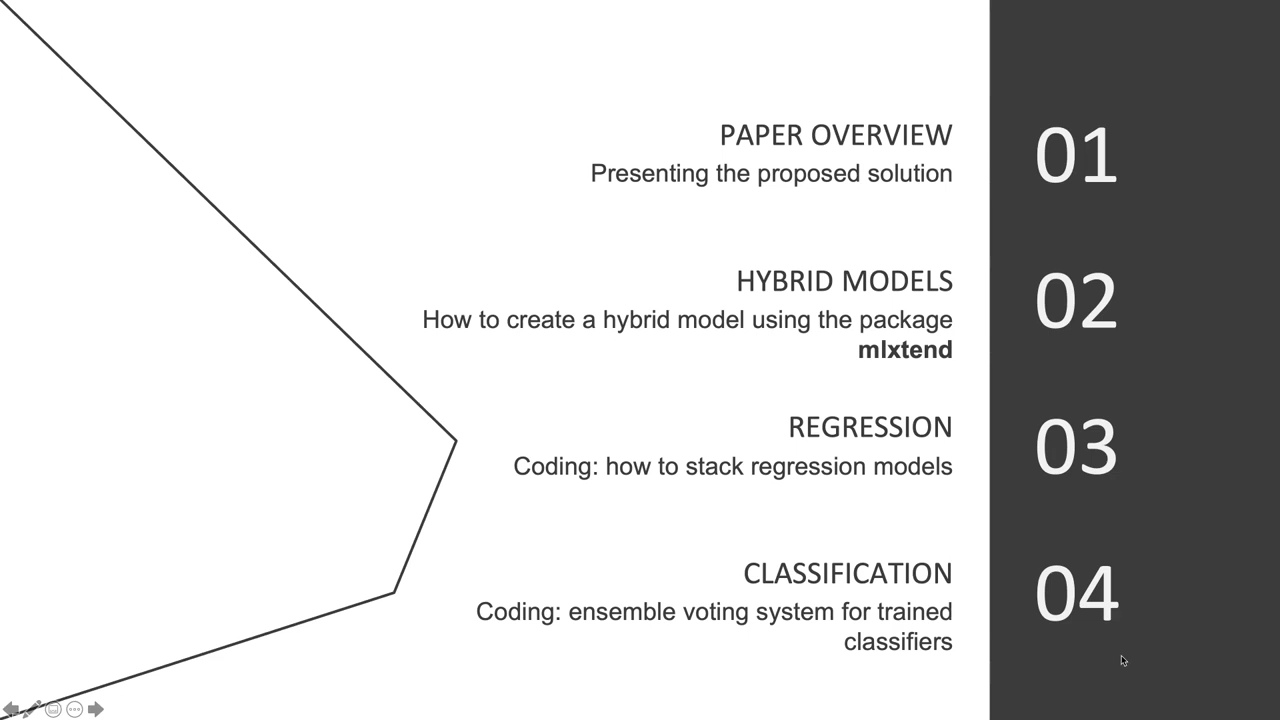 PAPER OVERVIEW
Presenting the proposed solution
01
HYBRID MODELS
How to create a hybrid model using the package
mlxtend
02
REGRESSION
Coding: how to stack regression models
03
CLASSIFICATION
Coding: ensemble voting system for trained
classifiers
04